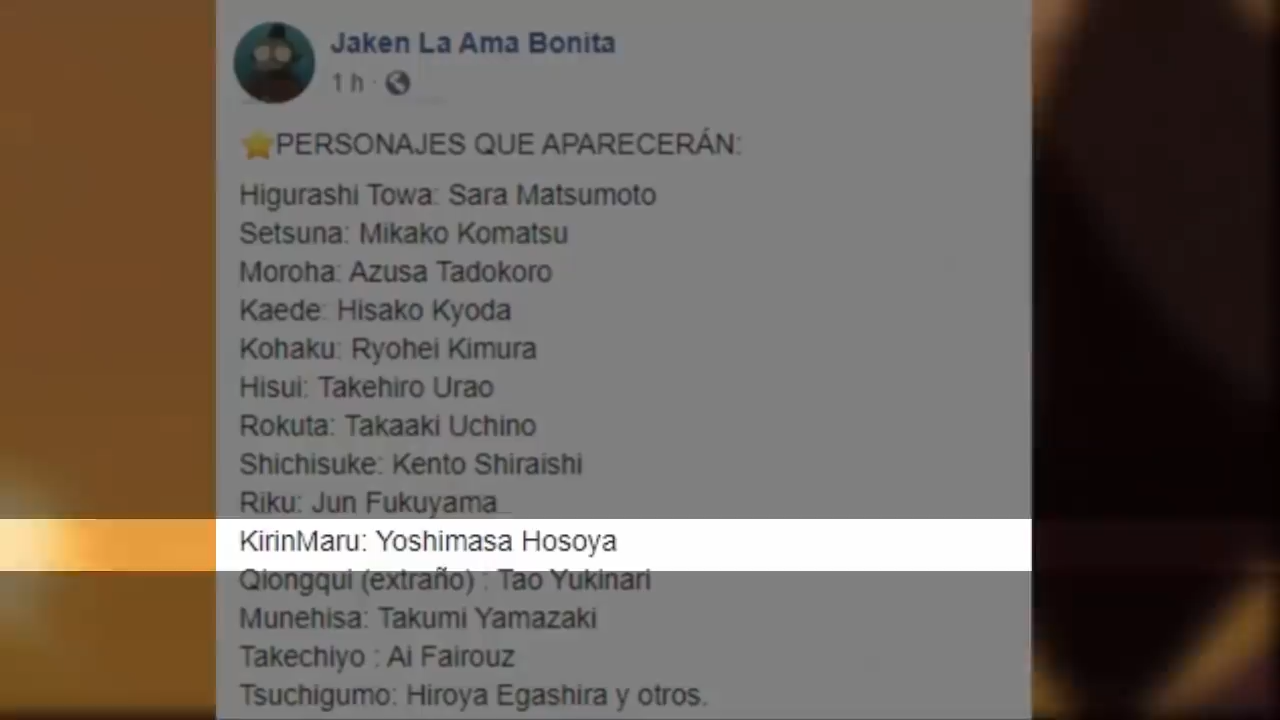 Jaken La Ama Bonita
1 h ·
PERSONAJES QUE APARECERÁN:
Higurashi Towa: Sara Matsumoto
Setsuna: Mikako Komatsu
Moroha: Azusa Tadokoro
Kaede: Hisako Kyoda
Kohaku: Ryohei Kimura
Hisui: Takehiro Urao
Rokuta: Takaaki Uchino
Shichisuke: Kento Shiraishi
Riku: Jun Fukuyama
KirinMaru: Yoshimasa Hosoya
Qiongqui (extraño) : Tao Yukinari
Munehisa: Takumi Yamazaki
Takechiyo : Ai Fairouz
Tsuchigumo: Hiroya Egashira y otros.